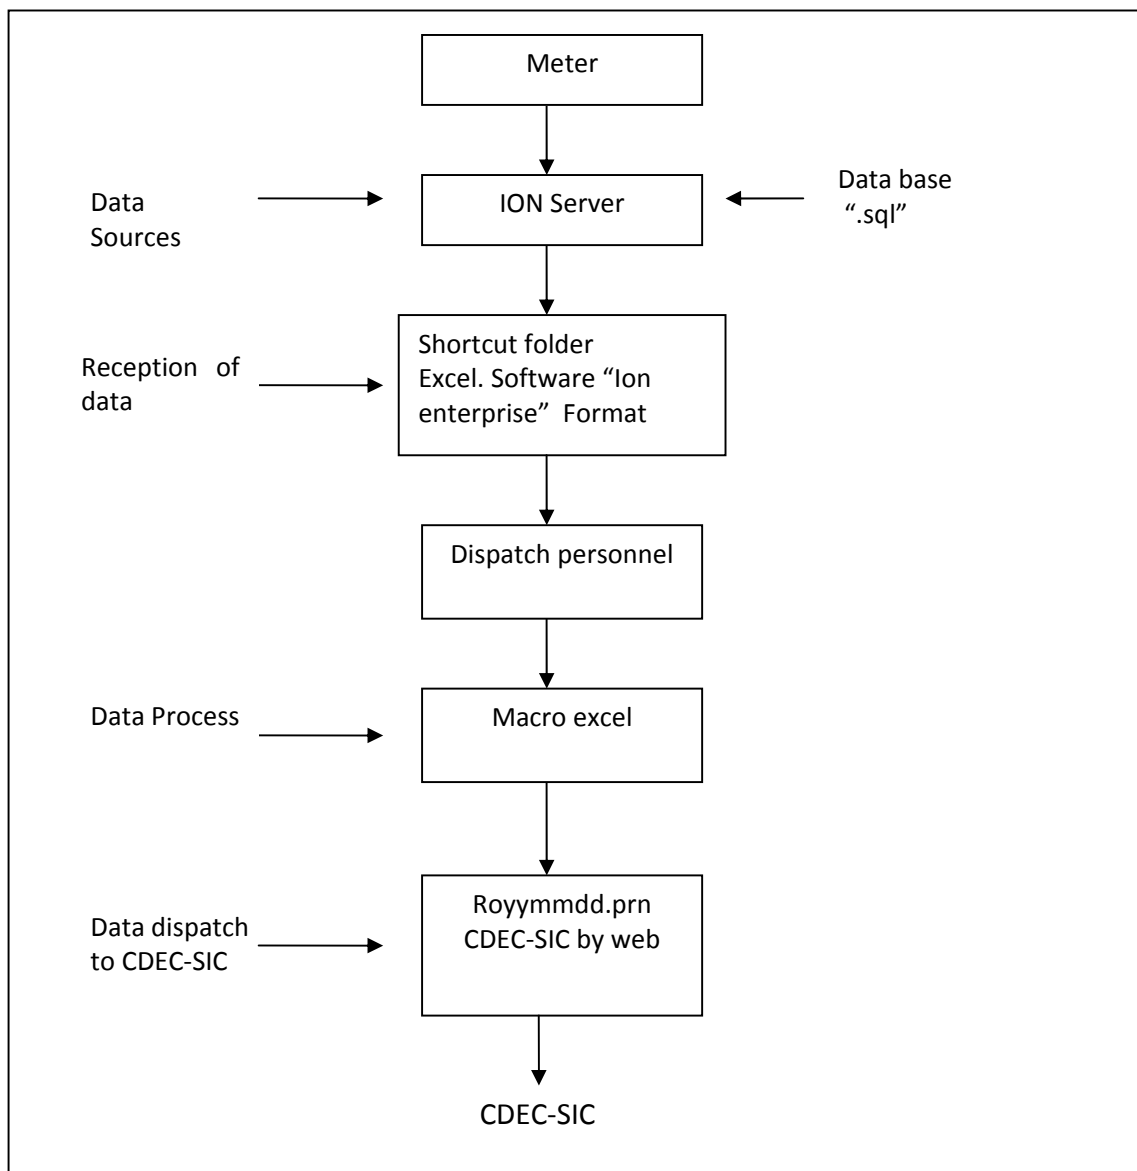 Meter
Data
Sources
ION Server
Data base
“.sql”
Reception of
data
Shortcut folder
Excel. Software “Ion
enterprise” Format
Dispatch personnel
Data Process
Macro excel
Data dispatch
to CDEC-SIC
Royymmdd.prn
CDEC-SIC by web
CDEC-SIC